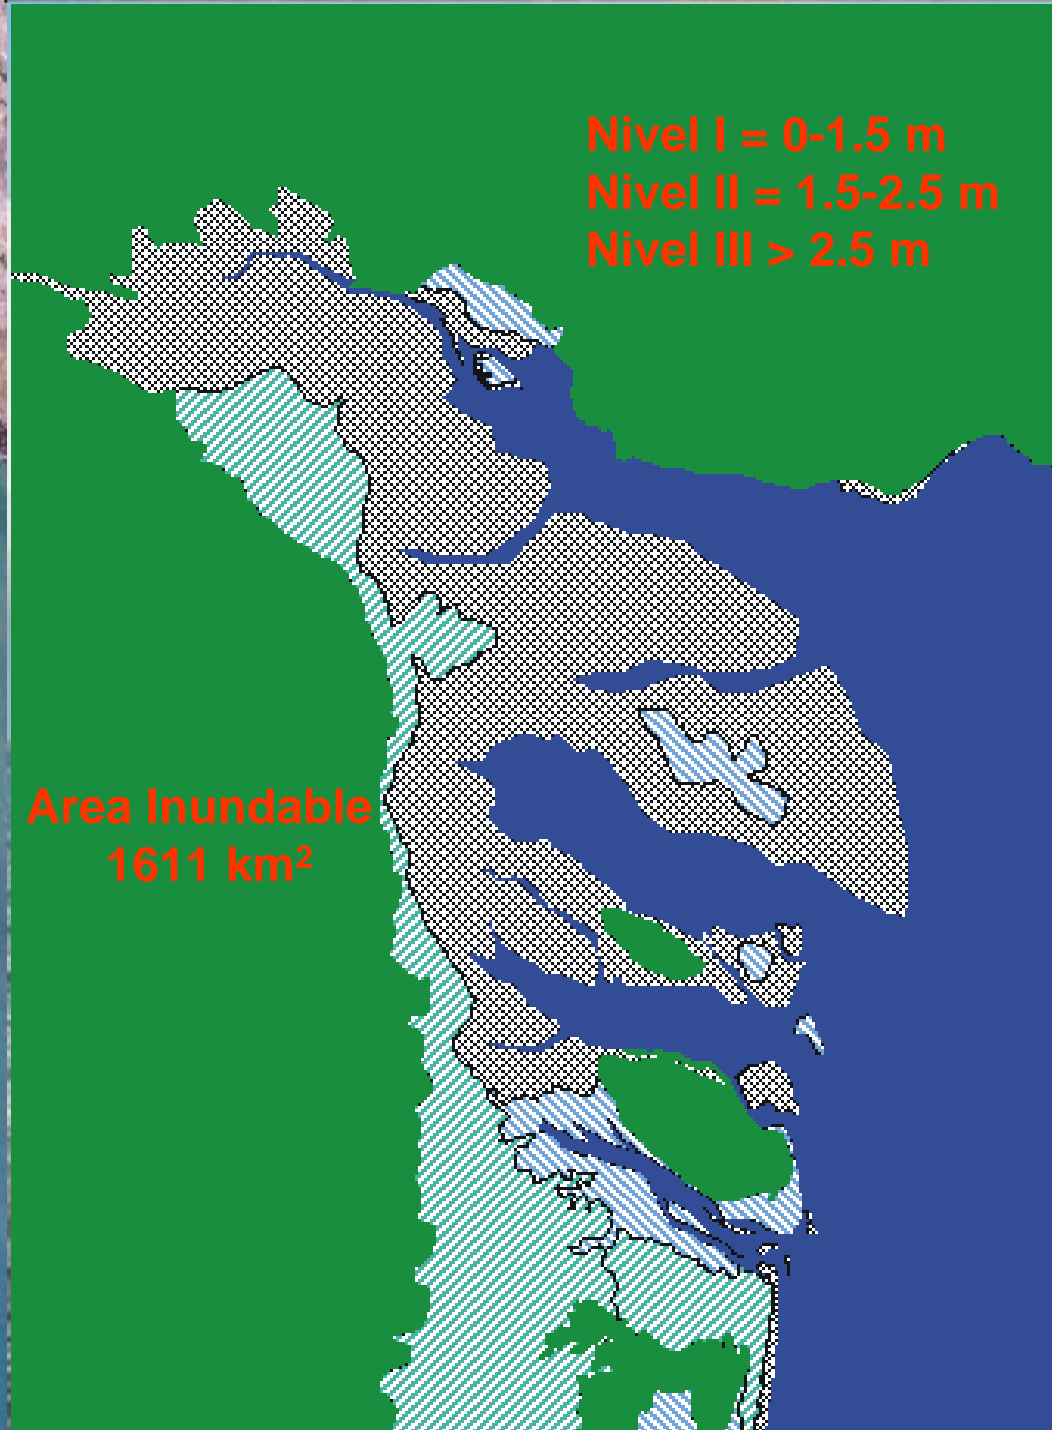 Nivel I = 0-1.5 m
Nivel II = 1.5-2.5 m
Nivel III > 2.5 m
Area Inundable
1611 km²